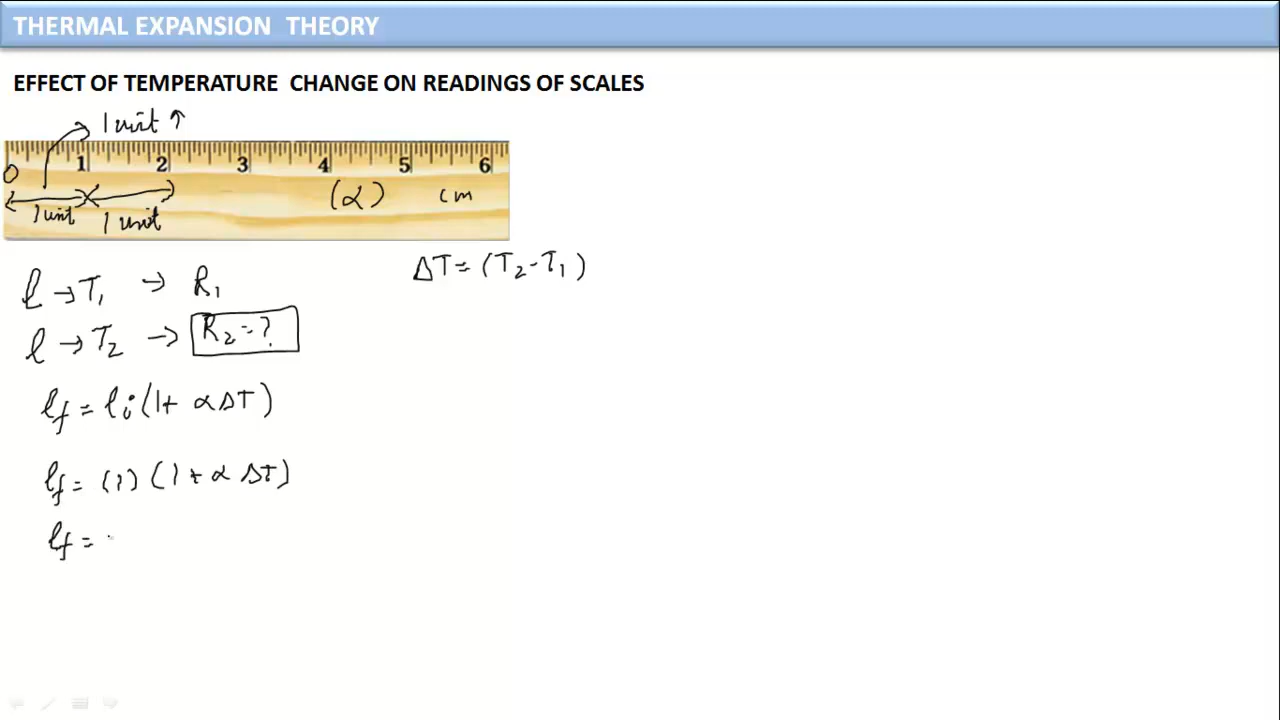 THERMAL EXPANSION THEORY
EFFECT OF TEMPERATURE CHANGE ON READINGS OF SCALES
1 unit ↑
0 1 2 3 4 5 6
1 unit 1 unit (α) cm
ℓ → T₁ → R₁
ΔT = (T₂ - T₁)
ℓ → T₂ → R₂ = ?
ℓf = ℓi (1 + αΔT)
ℓf = (1) (1 + α ΔT)
ℓf =